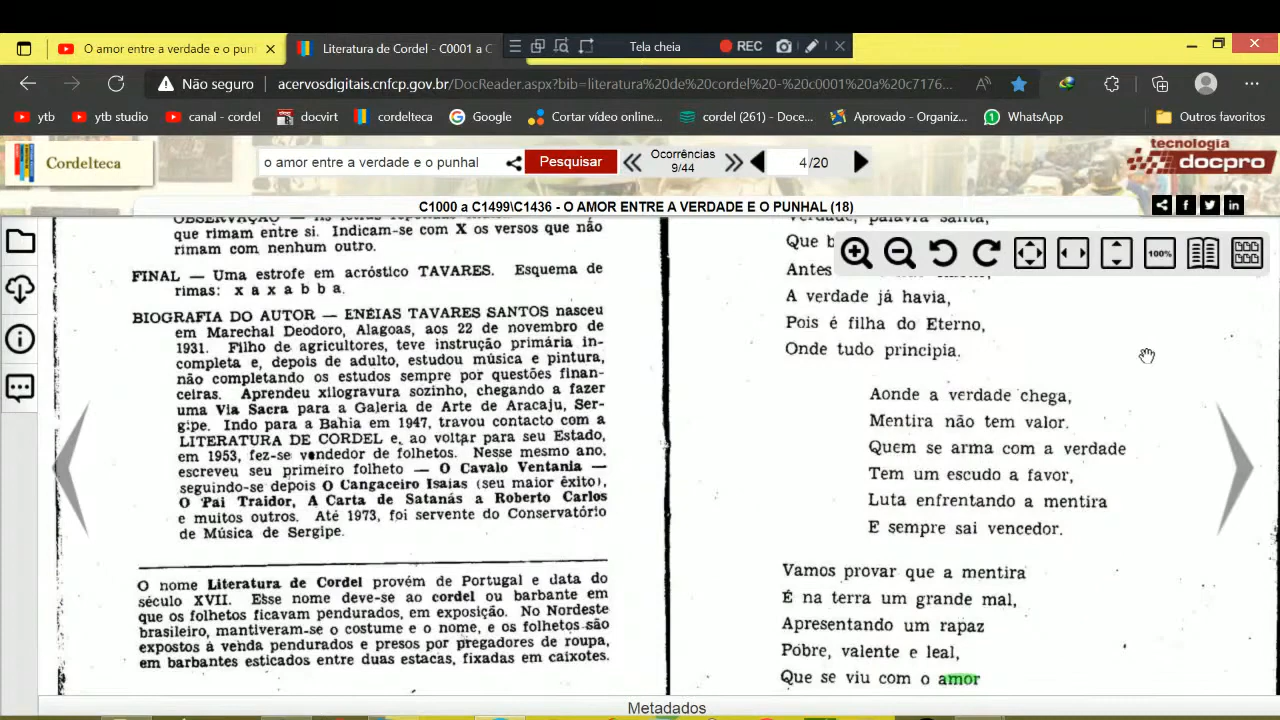 O amor entre a verdade e o pun
Literatura de Cordel - C0001 a C
Tela cheia
REC
Não seguro
acervosdigitais.cnfcp.gov.br/DocReader.aspx?bib=literatura%20de%20cordel%20-%20c0001%20a%20c7176...
ytb
ytb studio
canal - cordel
docvirt
cordelteca
Google
Cortar vídeo online...
cordel (261) - Doce...
Aprovado - Organiz...
WhatsApp
Outros favoritos
Cordelteca
o amor entre a verdade e o punhal
Pesquisar
Ocorrências
9/44
4 /20
tecnologia
docpro
C1000 a C1499\C1436 - O AMOR ENTRE A VERDADE E O PUNHAL (18)
100%
OBSERVAÇÃO — As letras
que rimam entre si. Indicam-se com X os versos que não
rimam com nenhum outro.
FINAL — Uma estrofe em acróstico TAVARES. Esquema de
rimas: x a x a b b a.
BIOGRAFIA DO AUTOR — ENÉIAS TAVARES SANTOS nasceu
em Marechal Deodoro, Alagoas, aos 22 de novembro de
1931. Filho de agricultores, teve instrução primária in-
completa e, depois de adulto, estudou música e pintura,
não completando os estudos sempre por questões finan-
ceiras. Aprendeu xilogravura sozinho, chegando a fazer
uma Via Sacra para a Galeria de Arte de Aracaju, Ser-
gipe. Indo para a Bahia em 1947, travou contacto com a
LITERATURA DE CORDEL e, ao voltar para seu Estado,
em 1953, fez-se vendedor de folhetos. Nesse mesmo ano,
escreveu seu primeiro folheto — O Cavalo Ventania —
seguindo-se depois O Cangaceiro Isaías (seu maior êxito),
O Pai Traidor, A Carta de Satanás a Roberto Carlos
e muitos outros. Até 1973, foi servente do Conservatório
de Música de Sergipe.
O nome Literatura de Cordel provém de Portugal e data do
século XVII. Esse nome deve-se ao cordel ou barbante em
que os folhetos ficavam pendurados, em exposição. No Nordeste
brasileiro, mantiveram-se o costume e o nome, e os folhetos são
expostos à venda pendurados e presos por pregadores de roupa,
em barbantes esticados entre duas estacas, fixadas em caixotes.
Verdade, palavra santa,
Que
Antes
A verdade já havia,
Pois é filha do Eterno,
Onde tudo principia.
Aonde a verdade chega,
Mentira não tem valor.
Quem se arma com a verdade
Tem um escudo a favor,
Luta enfrentando a mentira
E sempre sai vencedor.
Vamos provar que a mentira
É na terra um grande mal,
Apresentando um rapaz
Pobre, valente e leal,
Que se viu com o amor
Metadados